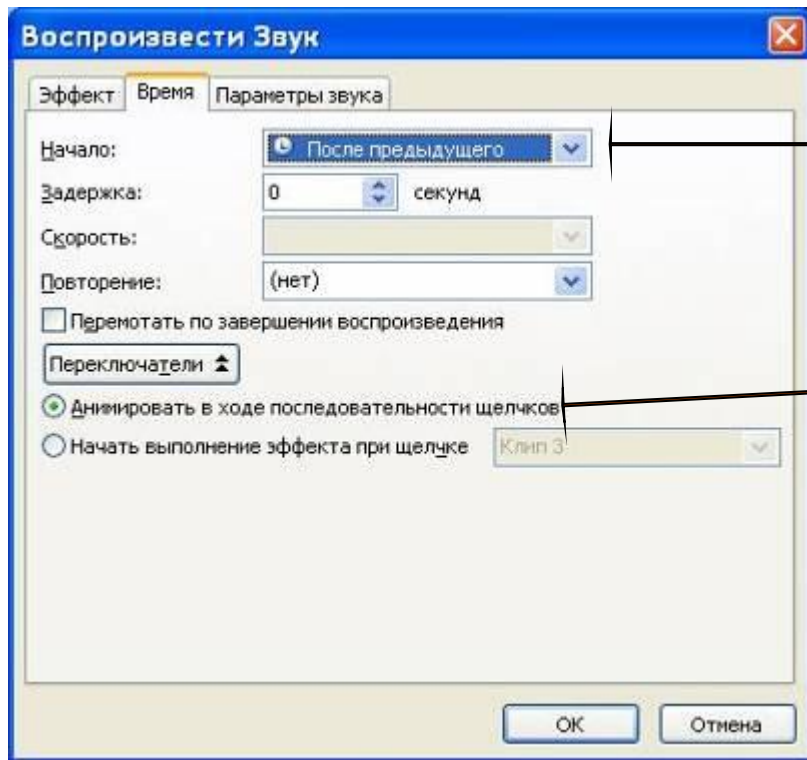 Воспроизвести Звук
Эффект Время Параметры звука
Начало: После предыдущего
Задержка: 0 секунд
Скорость:
Повторение: (нет)
Перемотать по завершении воспроизведения
Переключатели
Анимировать в ходе последовательности щелчков
Начать выполнение эффекта при щелчке Клип 3
ОК Отмена